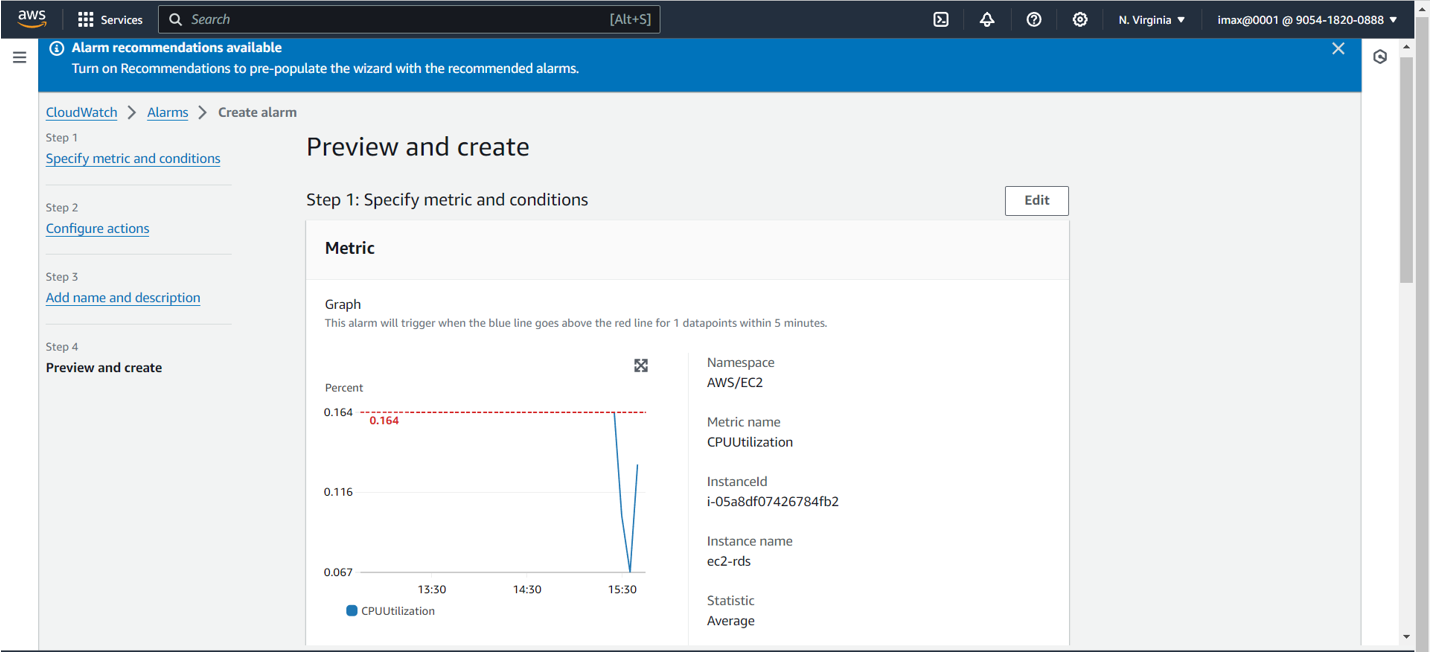 aws
Services
Search
[Alt+S]
N. Virginia
imax@0001 @ 9054-1820-0888
Alarm recommendations available
Turn on Recommendations to pre-populate the wizard with the recommended alarms.
CloudWatch
Alarms
Create alarm
Step 1
Specify metric and conditions
Step 2
Configure actions
Step 3
Add name and description
Step 4
Preview and create
Preview and create
Step 1: Specify metric and conditions
Edit
Metric
Graph
This alarm will trigger when the blue line goes above the red line for 1 datapoints within 5 minutes.
Percent
0.164
0.164
0.116
0.067
13:30
14:30
15:30
CPUUtilization
Namespace
AWS/EC2
Metric name
CPUUtilization
InstanceId
i-05a8df07426784fb2
Instance name
ec2-rds
Statistic
Average